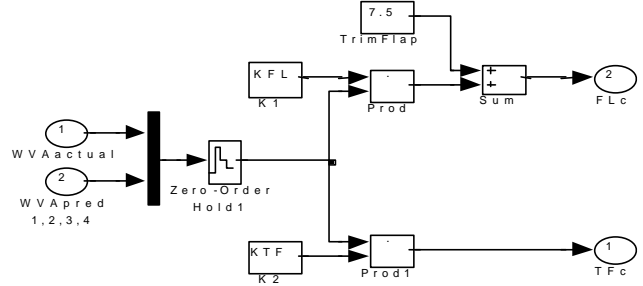 7.5
TrimFlap
KFL
K1
Prod
+
+
Sum
2
FLc
1
WVAactual
2
WVApred
1,2,3,4
Zero-Order
Hold1
KTF
K2
Prod1
1
TFc